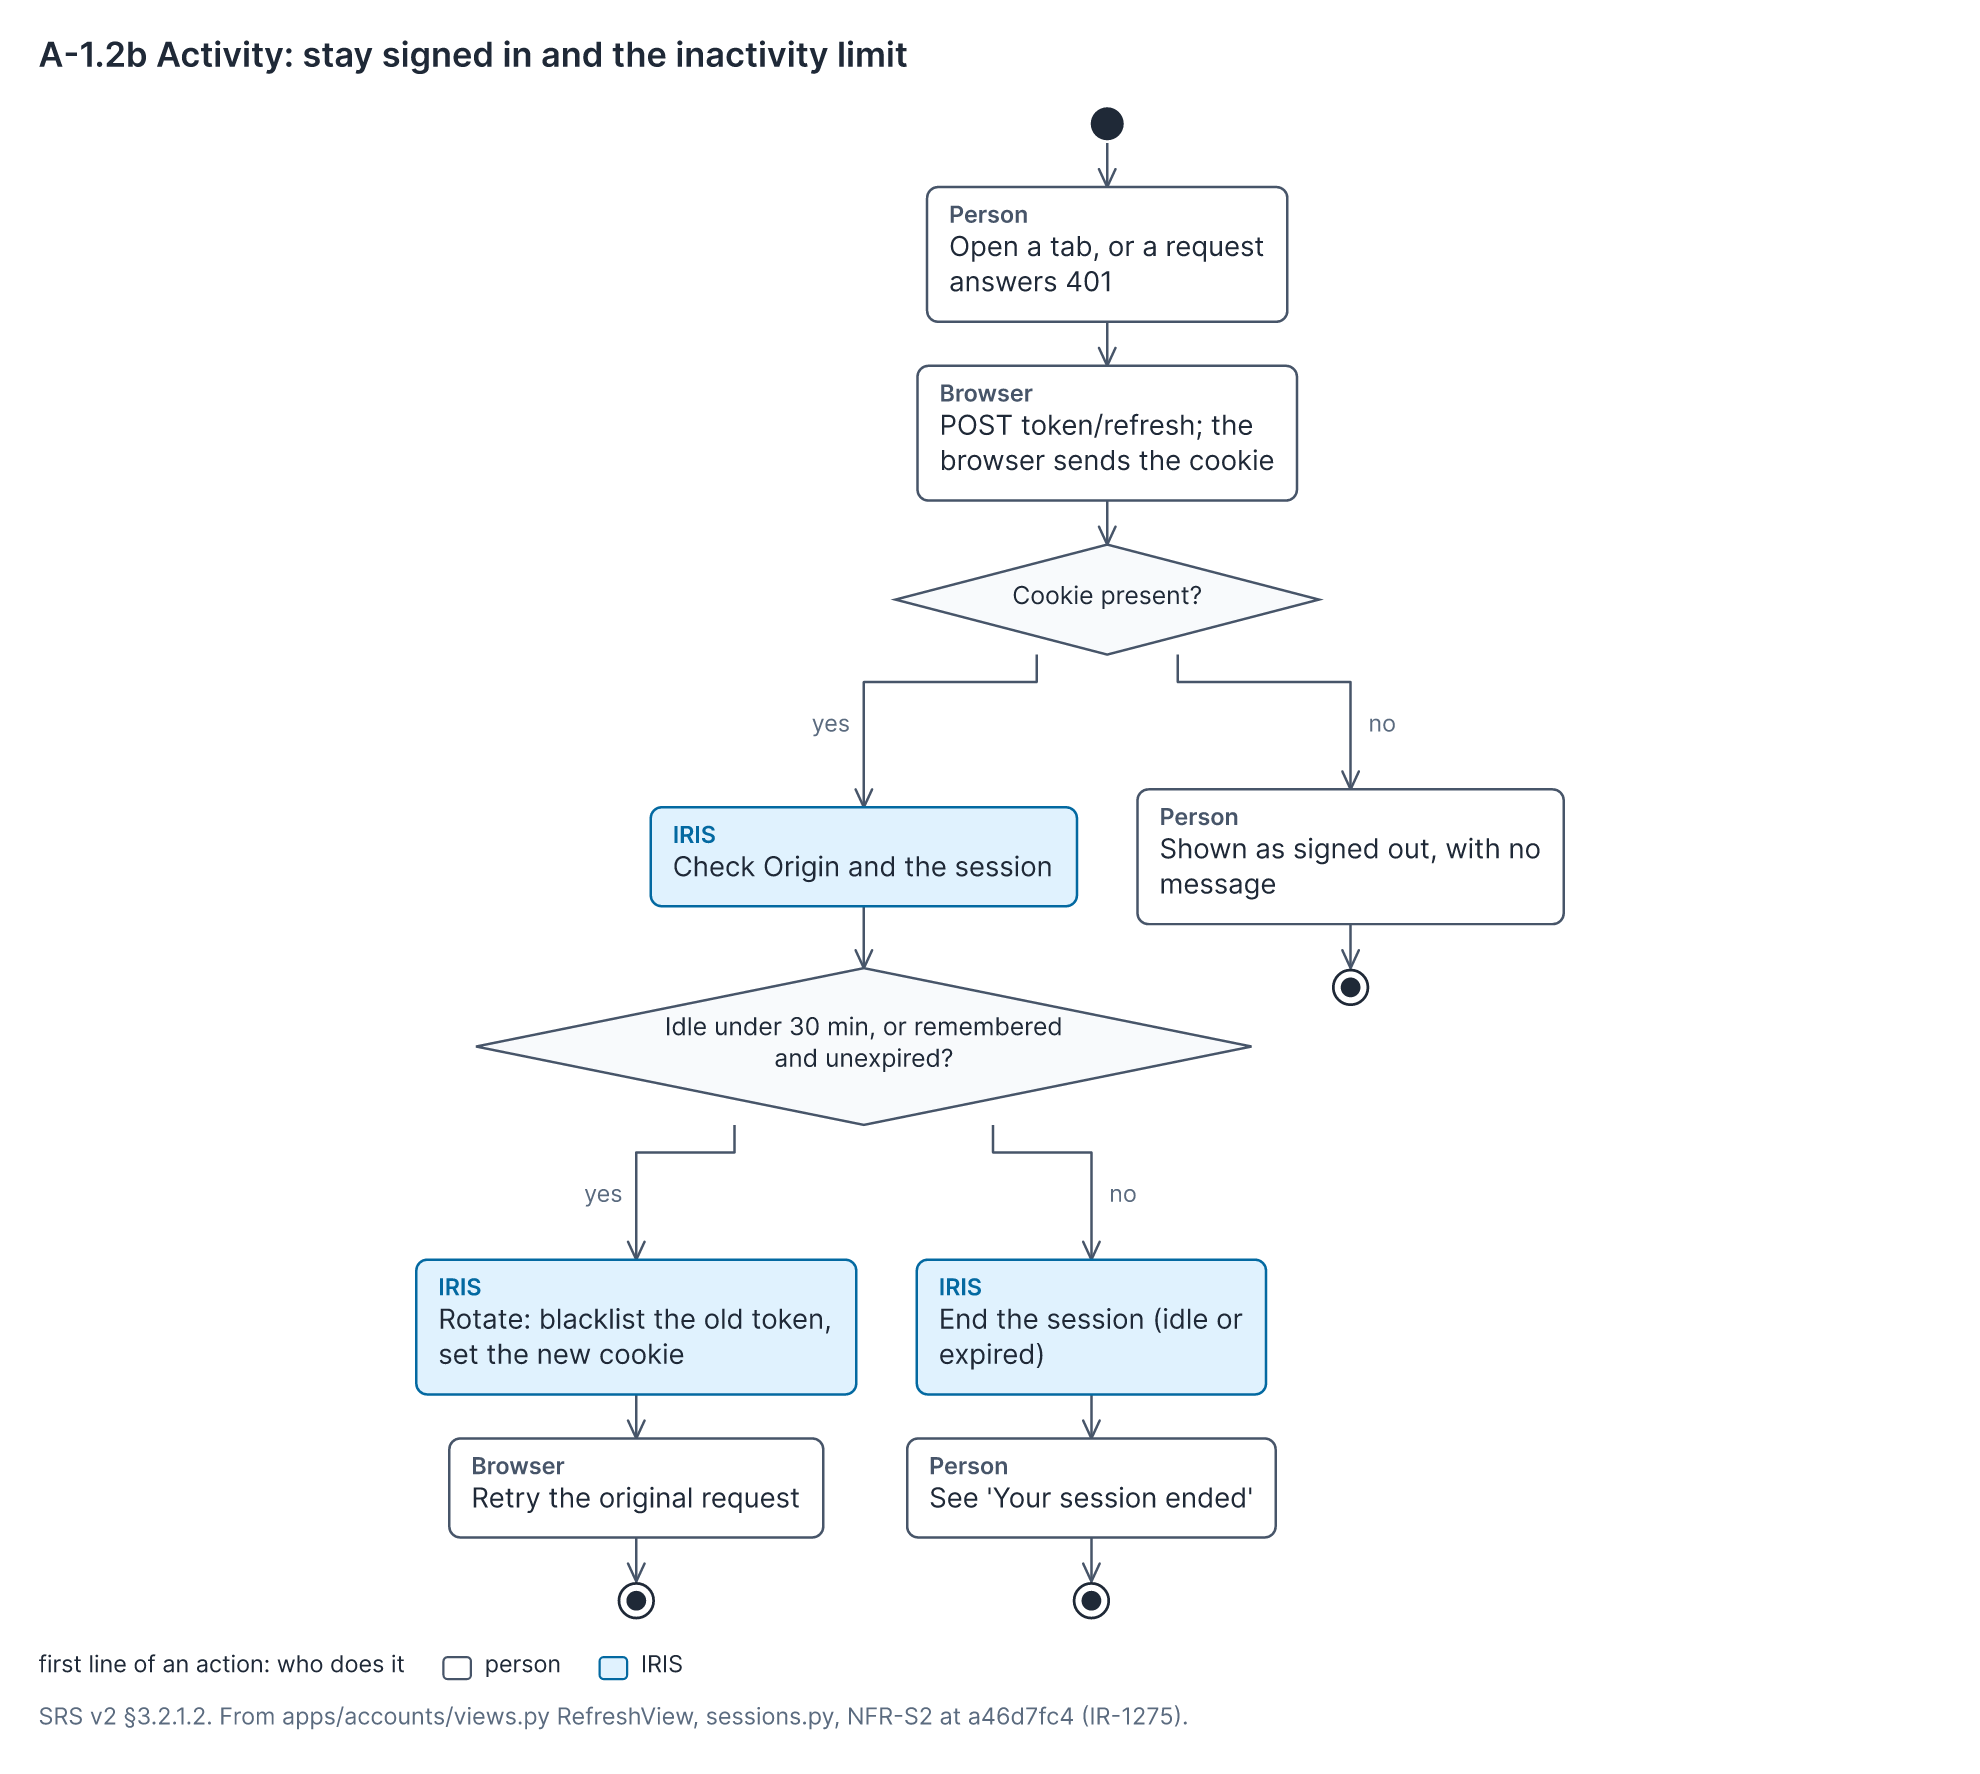 A-1.2b Activity: stay signed in and the inactivity limit
Person
Open a tab, or a request
answers 401
Browser
POST token/refresh; the
browser sends the cookie
Cookie present?
yes
no
IRIS
Check Origin and the session
Person
Shown as signed out, with no
message
Idle under 30 min, or remembered
and unexpired?
yes
no
IRIS
Rotate: blacklist the old token,
set the new cookie
IRIS
End the session (idle or
expired)
Browser
Retry the original request
Person
See 'Your session ended'
first line of an action: who does it
person
IRIS
SRS v2 §3.2.1.2. From apps/accounts/views.py RefreshView, sessions.py, NFR-S2 at a46d7fc4 (IR-1275).